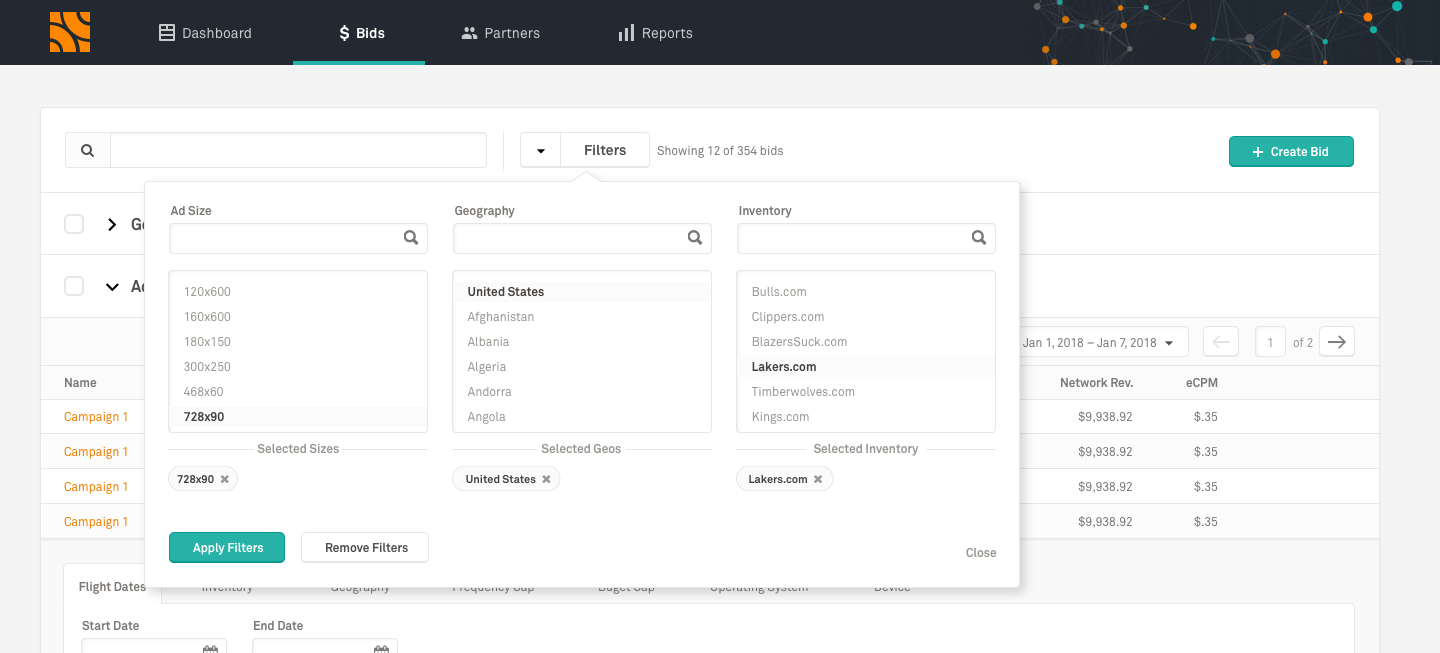 Dashboard
$ Bids
Partners
Reports
Filters
Showing 12 of 354 bids
+ Create Bid
Ad Size
Geography
Inventory
120x600
160x600
180x150
300x250
468x60
728x90
United States
Afghanistan
Albania
Algeria
Andorra
Angola
Bulls.com
Clippers.com
BlazersSuck.com
Lakers.com
Timberwolves.com
Kings.com
Selected Sizes
Selected Geos
Selected Inventory
728x90
United States
Lakers.com
Apply Filters
Remove Filters
Close
Jan 1, 2018 – Jan 7, 2018
1
of 2
Name
Network Rev.
eCPM
Campaign 1
$9,938.92
$.35
Campaign 1
$9,938.92
$.35
Campaign 1
$9,938.92
$.35
Campaign 1
$9,938.92
$.35
Flight Dates
Inventory
Geography
Frequency Cap
Buget Cap
Operating System
Device
Start Date
End Date